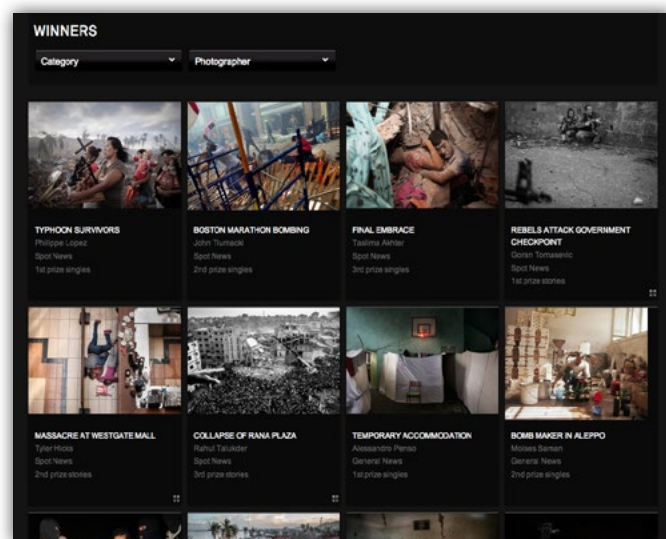 WINNERS
Category
Photographer
TYPHOON SURVIVORS
Philippe Lopez
Spot News
1st prize singles
BOSTON MARATHON BOMBING
John Tlumacki
Spot News
2nd prize singles
FINAL EMBRACE
Taslima Akhter
Spot News
3rd prize singles
REBELS ATTACK GOVERNMENT
CHECKPOINT
Goran Tomasevic
Spot News
1st prize stories
MASSACRE AT WESTGATE MALL
Tyler Hicks
Spot News
2nd prize stories
COLLAPSE OF RANA PLAZA
Rahul Talukder
Spot News
3rd prize stories
TEMPORARY ACCOMMODATION
Alessandro Penso
General News
1st prize singles
BOMB MAKER IN ALEPPO
Moises Saman
General News
2nd prize singles